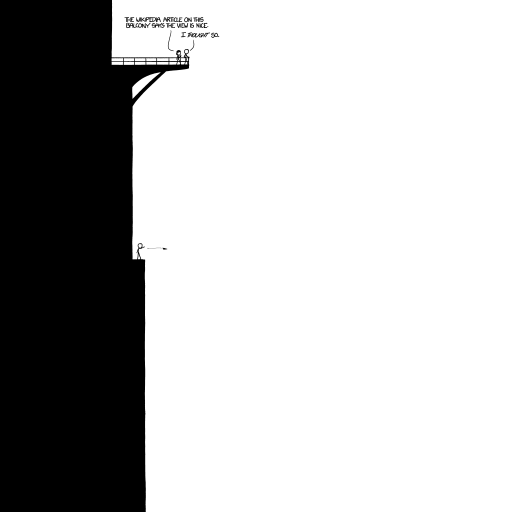 THE WIKIPEDIA ARTICLE ON THIS
BALCONY SAYS THE VIEW IS NICE.
I THOUGHT SO.